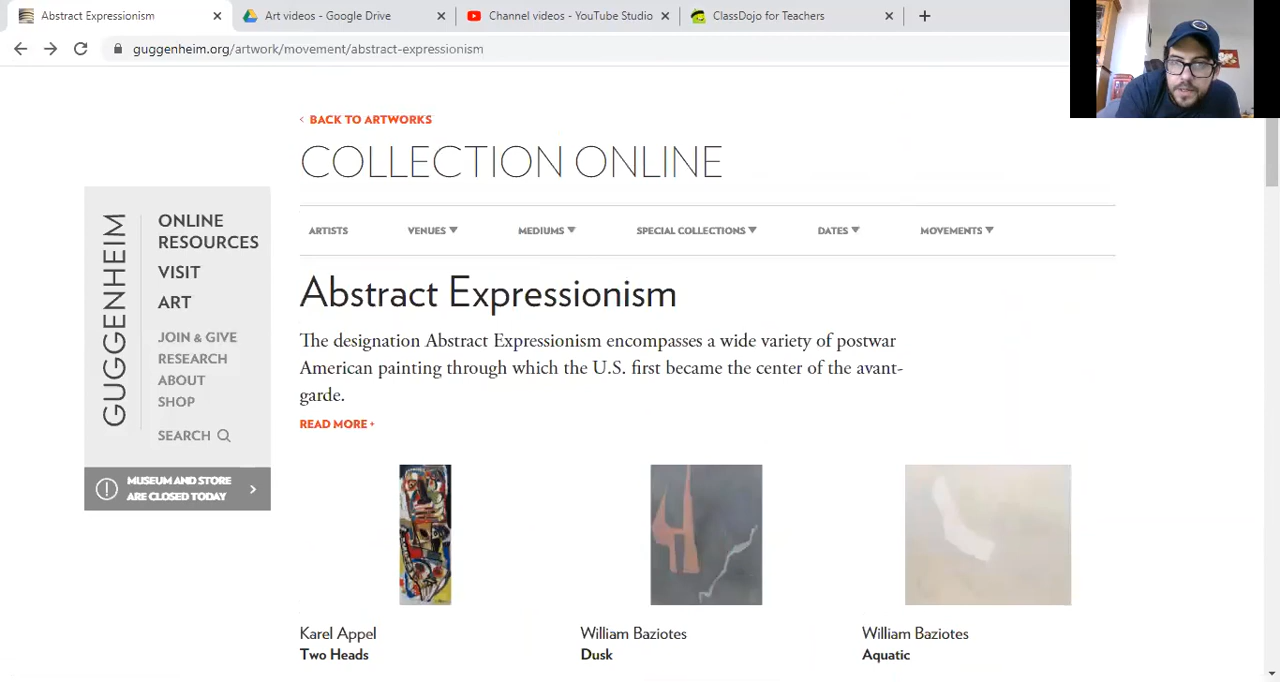 Abstract Expressionism
Art videos - Google Drive
Channel videos - YouTube Studio
ClassDojo for Teachers
guggenheim.org/artwork/movement/abstract-expressionism
‹ BACK TO ARTWORKS
COLLECTION ONLINE
GUGGENHEIM
ONLINE
RESOURCES
VISIT
ART
JOIN & GIVE
RESEARCH
ABOUT
SHOP
SEARCH
MUSEUM AND STORE
ARE CLOSED TODAY
ARTISTS VENUES MEDIUMS SPECIAL COLLECTIONS DATES MOVEMENTS
Abstract Expressionism
The designation Abstract Expressionism encompasses a wide variety of postwar
American painting through which the U.S. first became the center of the avant-
garde.
READ MORE +
Karel Appel
Two Heads
William Baziotes
Dusk
William Baziotes
Aquatic